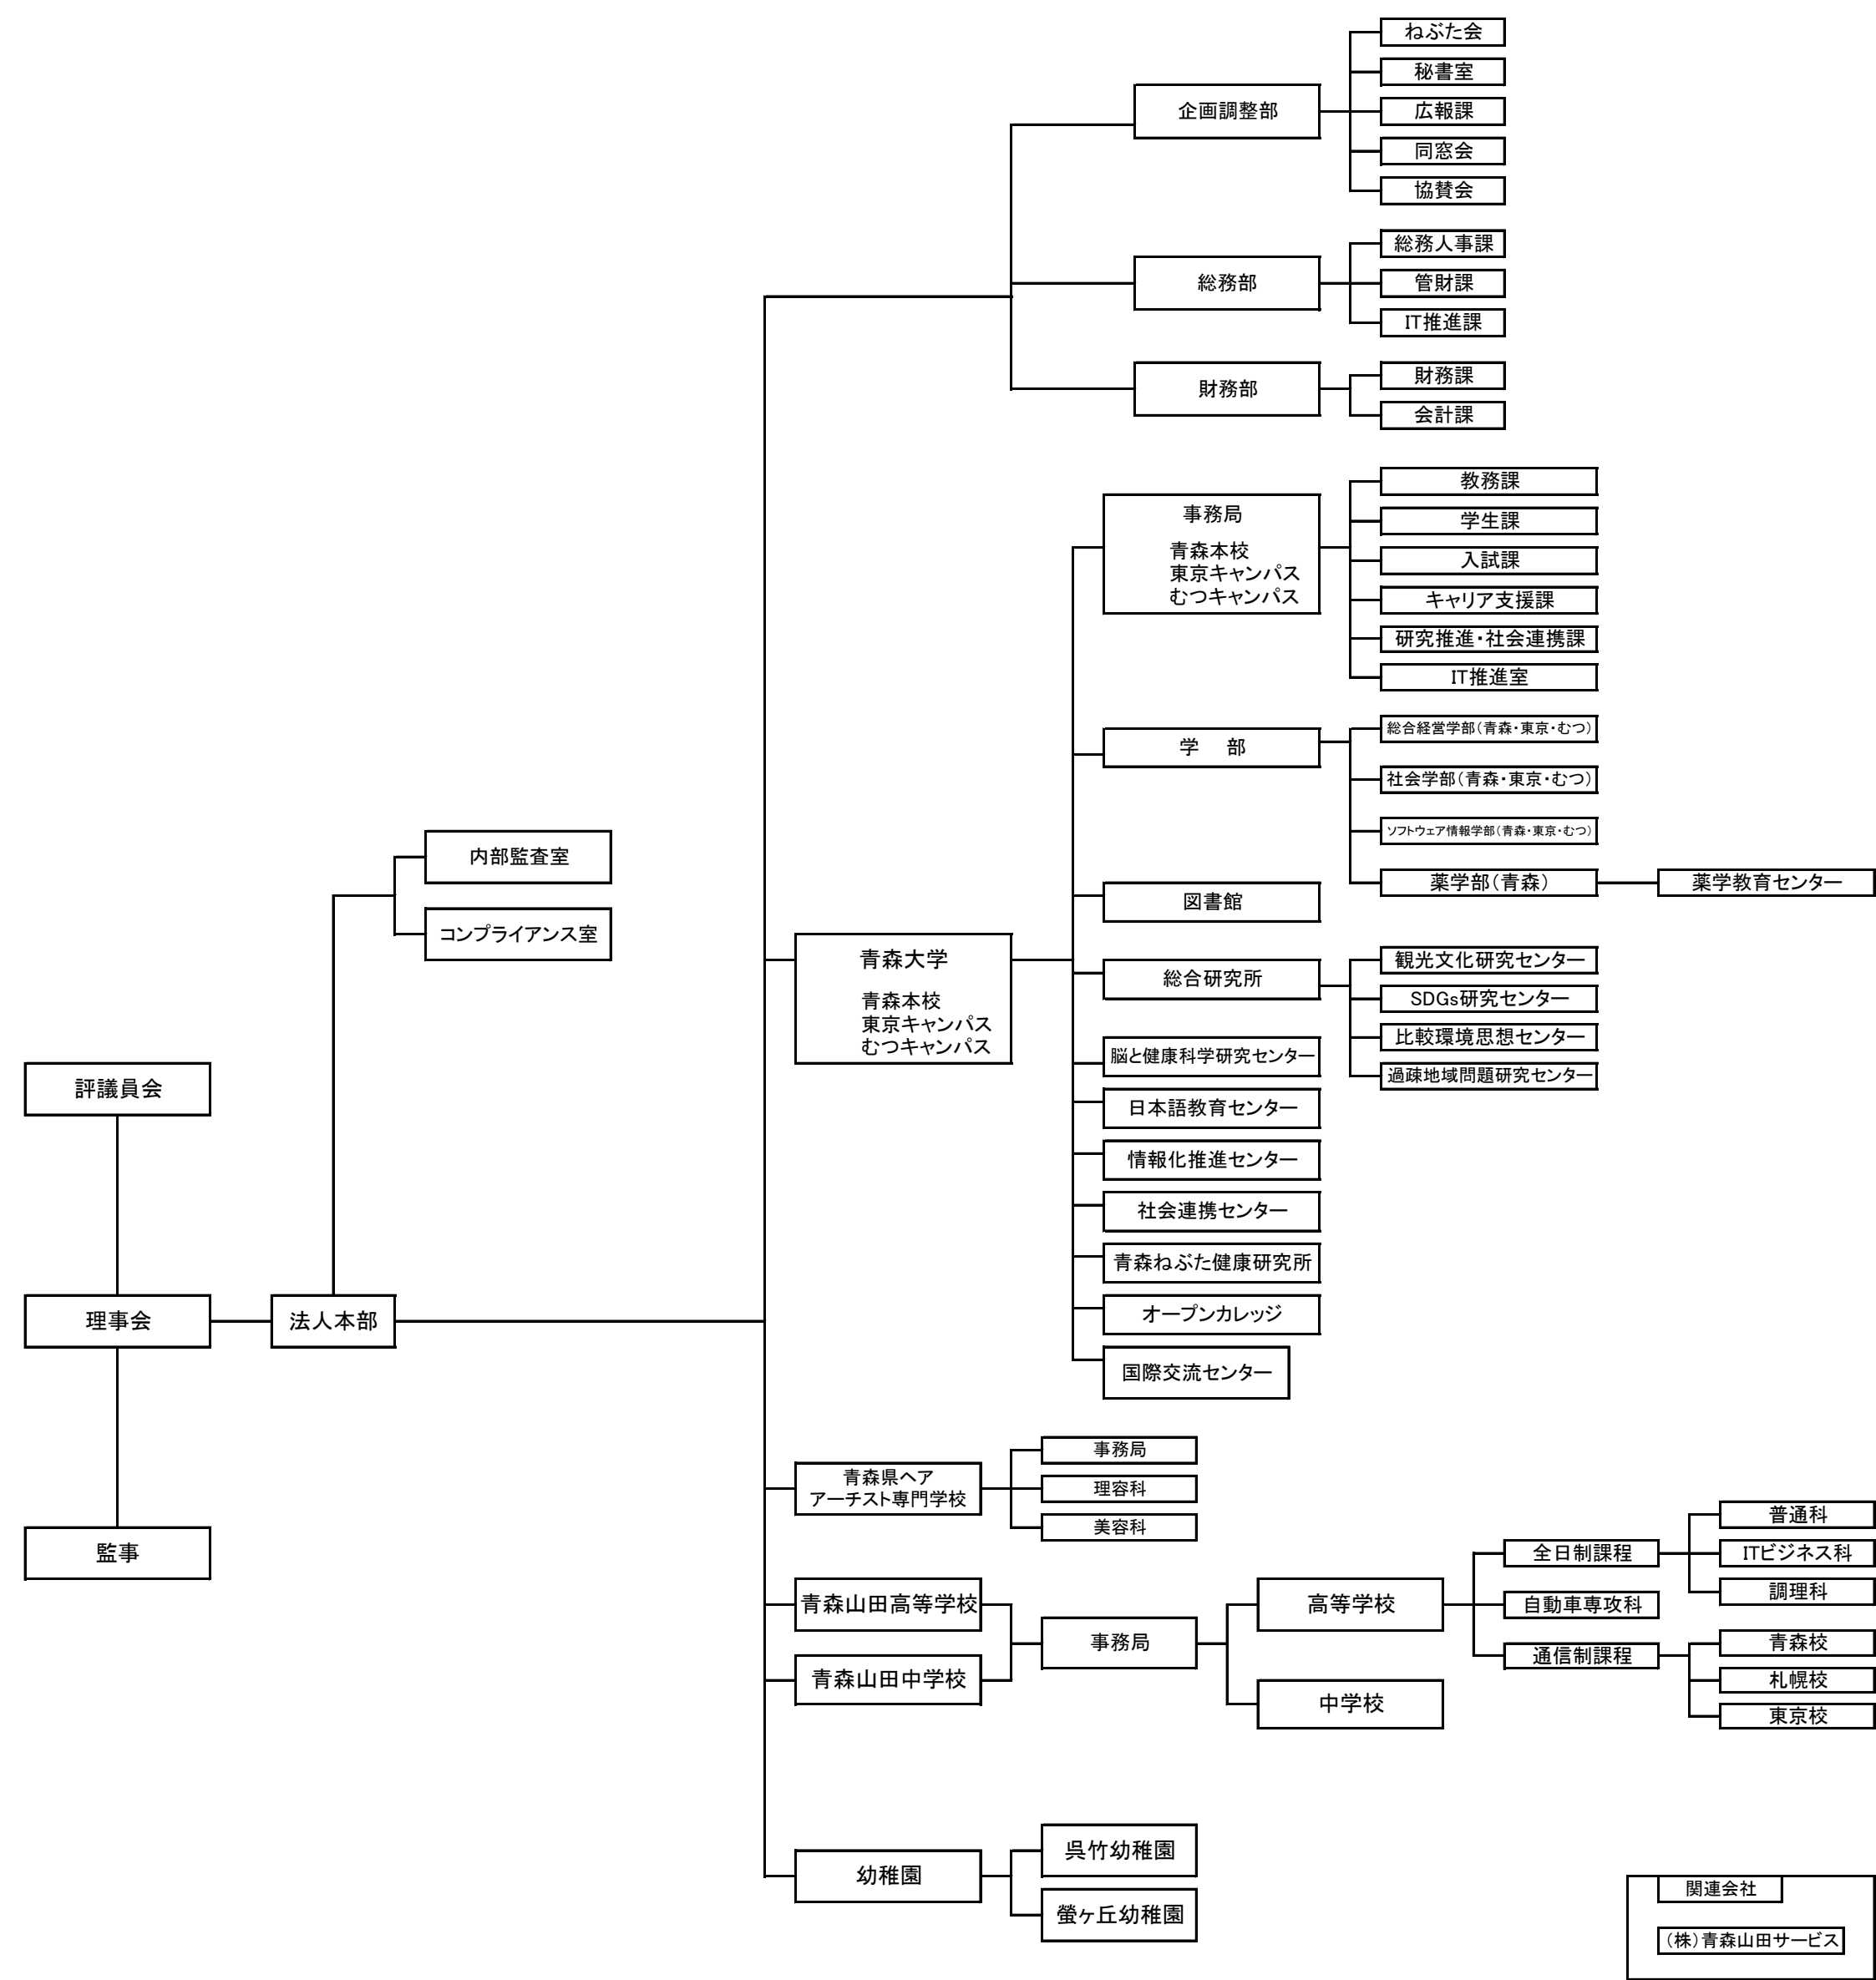 ねぶた会
秘書室
企画調整部
広報課
同窓会
協賛会
総務人事課
総務部
管財課
IT推進課
財務部
財務課
会計課
事務局
青森本校
東京キャンパス
むつキャンパス
教務課
学生課
入試課
キャリア支援課
研究推進・社会連携課
IT推進室
学 部
総合経営学部(青森・東京・むつ)
社会学部(青森・東京・むつ)
ソフトウェア情報学部(青森・東京・むつ)
薬学部(青森)
薬学教育センター
内部監査室
コンプライアンス室
図書館
青森大学
青森本校
東京キャンパス
むつキャンパス
総合研究所
観光文化研究センター
SDGs研究センター
比較環境思想センター
過疎地域問題研究センター
脳と健康科学研究センター
日本語教育センター
情報化推進センター
社会連携センター
青森ねぶた健康研究所
オープンカレッジ
国際交流センター
評議員会
理事会
法人本部
監事
青森県ヘア
アーチスト専門学校
事務局
理容科
美容科
青森山田高等学校
青森山田中学校
事務局
高等学校
中学校
全日制課程
自動車専攻科
通信制課程
普通科
ITビジネス科
調理科
青森校
札幌校
東京校
幼稚園
呉竹幼稚園
螢ヶ丘幼稚園
関連会社
(株)青森山田サービス